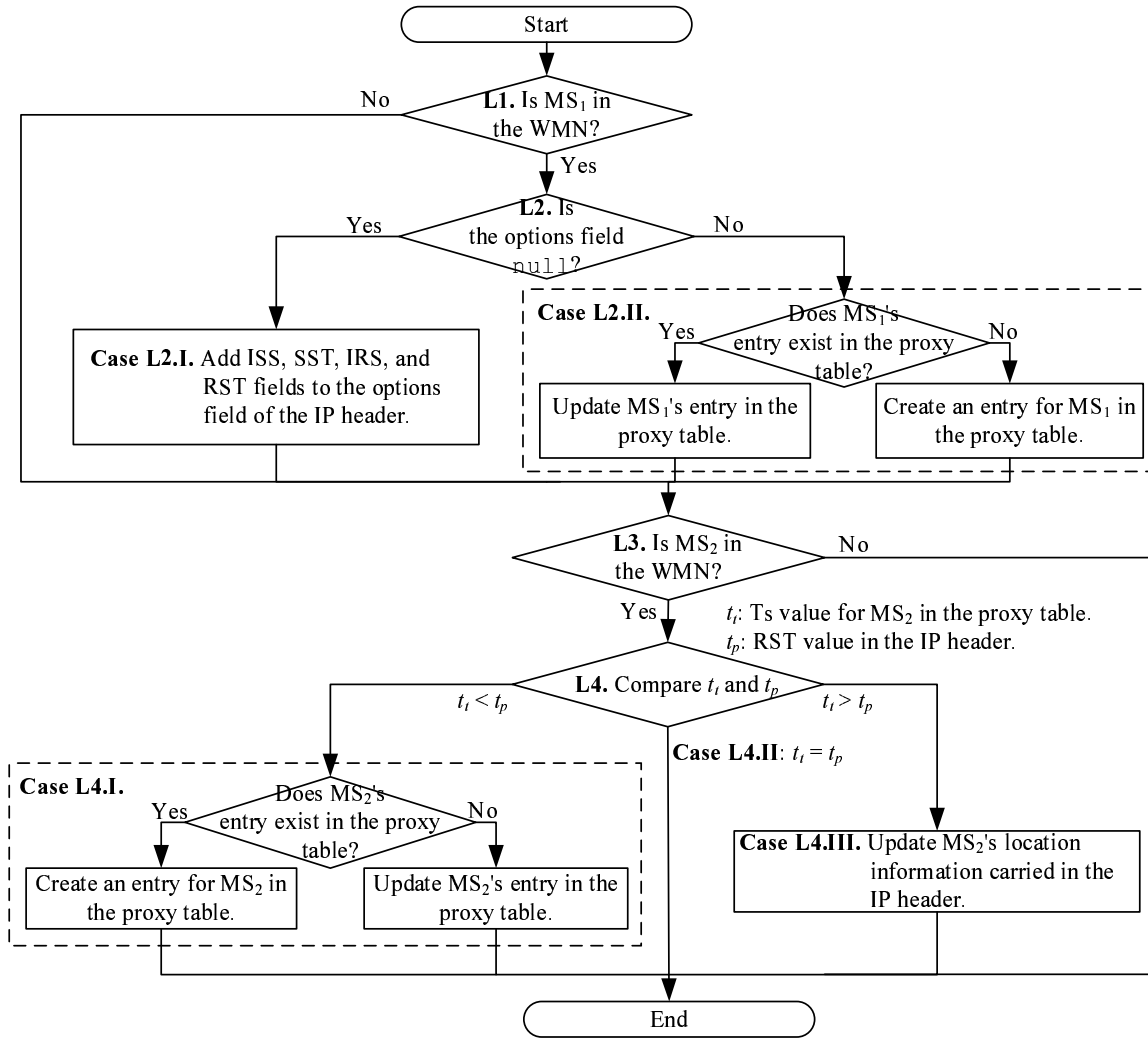 Start
L1. Is MS₁ in
the WMN?
No
Yes
L2. Is
the options field
null?
Yes
No
Case L2.I. Add ISS, SST, IRS, and
RST fields to the options
field of the IP header.
Case L2.II.
Does MS₁'s
entry exist in the proxy
table?
Yes
No
Update MS₁'s entry in the
proxy table.
Create an entry for MS₁ in
the proxy table.
L3. Is MS₂ in
the WMN?
No
Yes
tₜ: Ts value for MS₂ in the proxy table.
tₚ: RST value in the IP header.
L4. Compare tₜ and tₚ
tₜ < tₚ
tₜ > tₚ
Case L4.II: tₜ = tₚ
Case L4.I.
Does MS₂'s
entry exist in the proxy
table?
Yes
No
Create an entry for MS₂ in
the proxy table.
Update MS₂'s entry in the
proxy table.
Case L4.III. Update MS₂'s location
information carried in the
IP header.
End